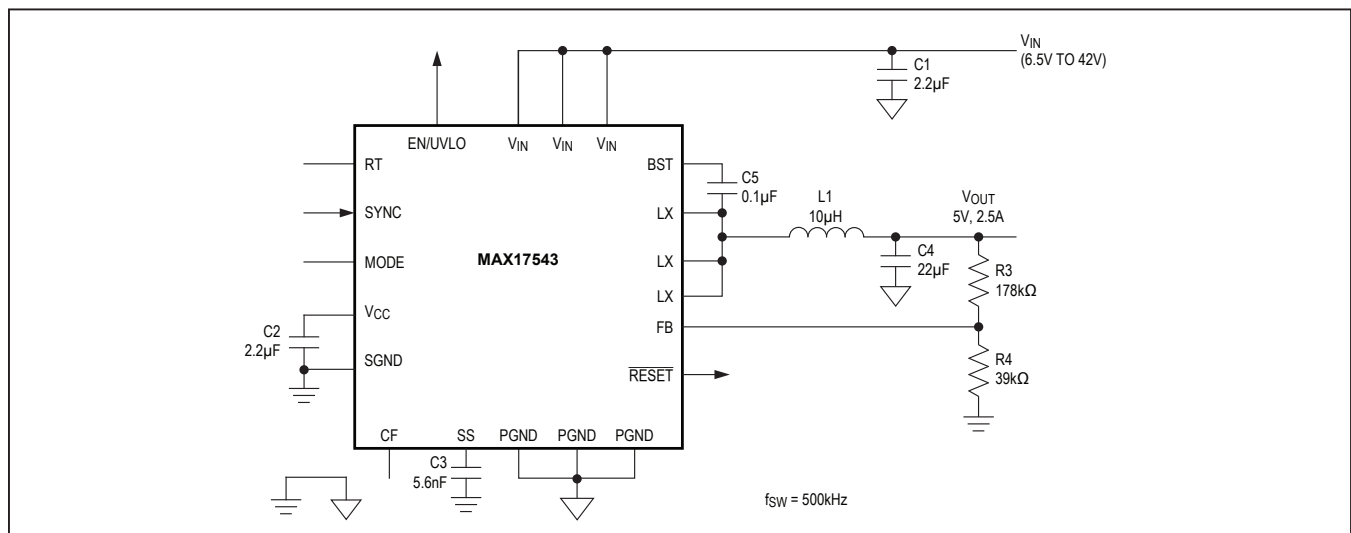 VIN
(6.5V TO 42V)
C1
2.2µF
EN/UVLO
VIN
VIN
VIN
RT
SYNC
MODE
VCC
SGND
C2
2.2µF
MAX17543
BST
LX
LX
LX
FB
RESET
C5
0.1µF
L1
10µH
VOUT
5V, 2.5A
C4
22µF
R3
178kΩ
R4
39kΩ
CF
SS
PGND
PGND
PGND
C3
5.6nF
fSW = 500kHz